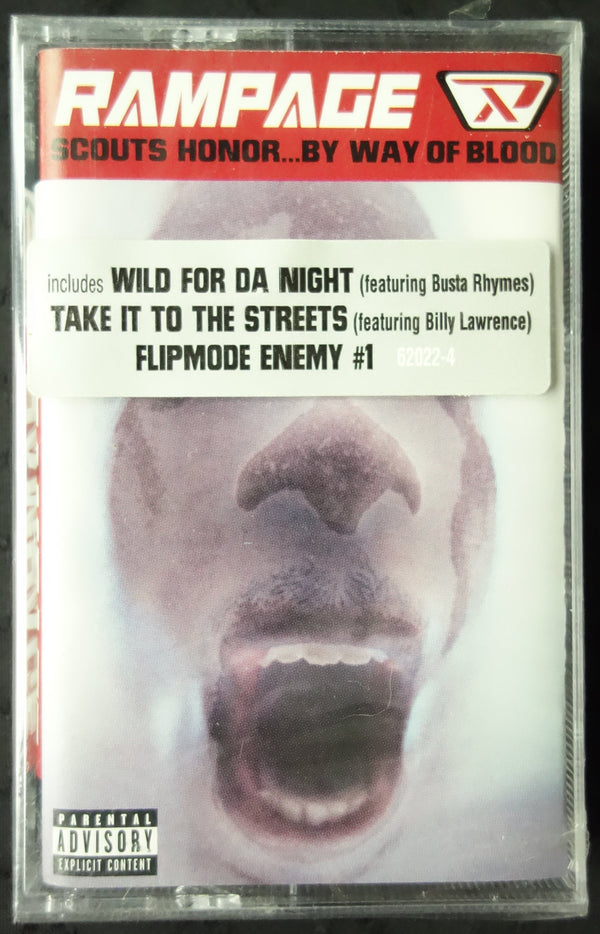 RAMPAGE
SCOUTS HONOR...BY WAY OF BLOOD
includes WILD FOR DA NIGHT (featuring Busta Rhymes)
TAKE IT TO THE STREETS (featuring Billy Lawrence)
FLIPMODE ENEMY #1 62022-4
PARENTAL
ADVISORY
EXPLICIT CONTENT